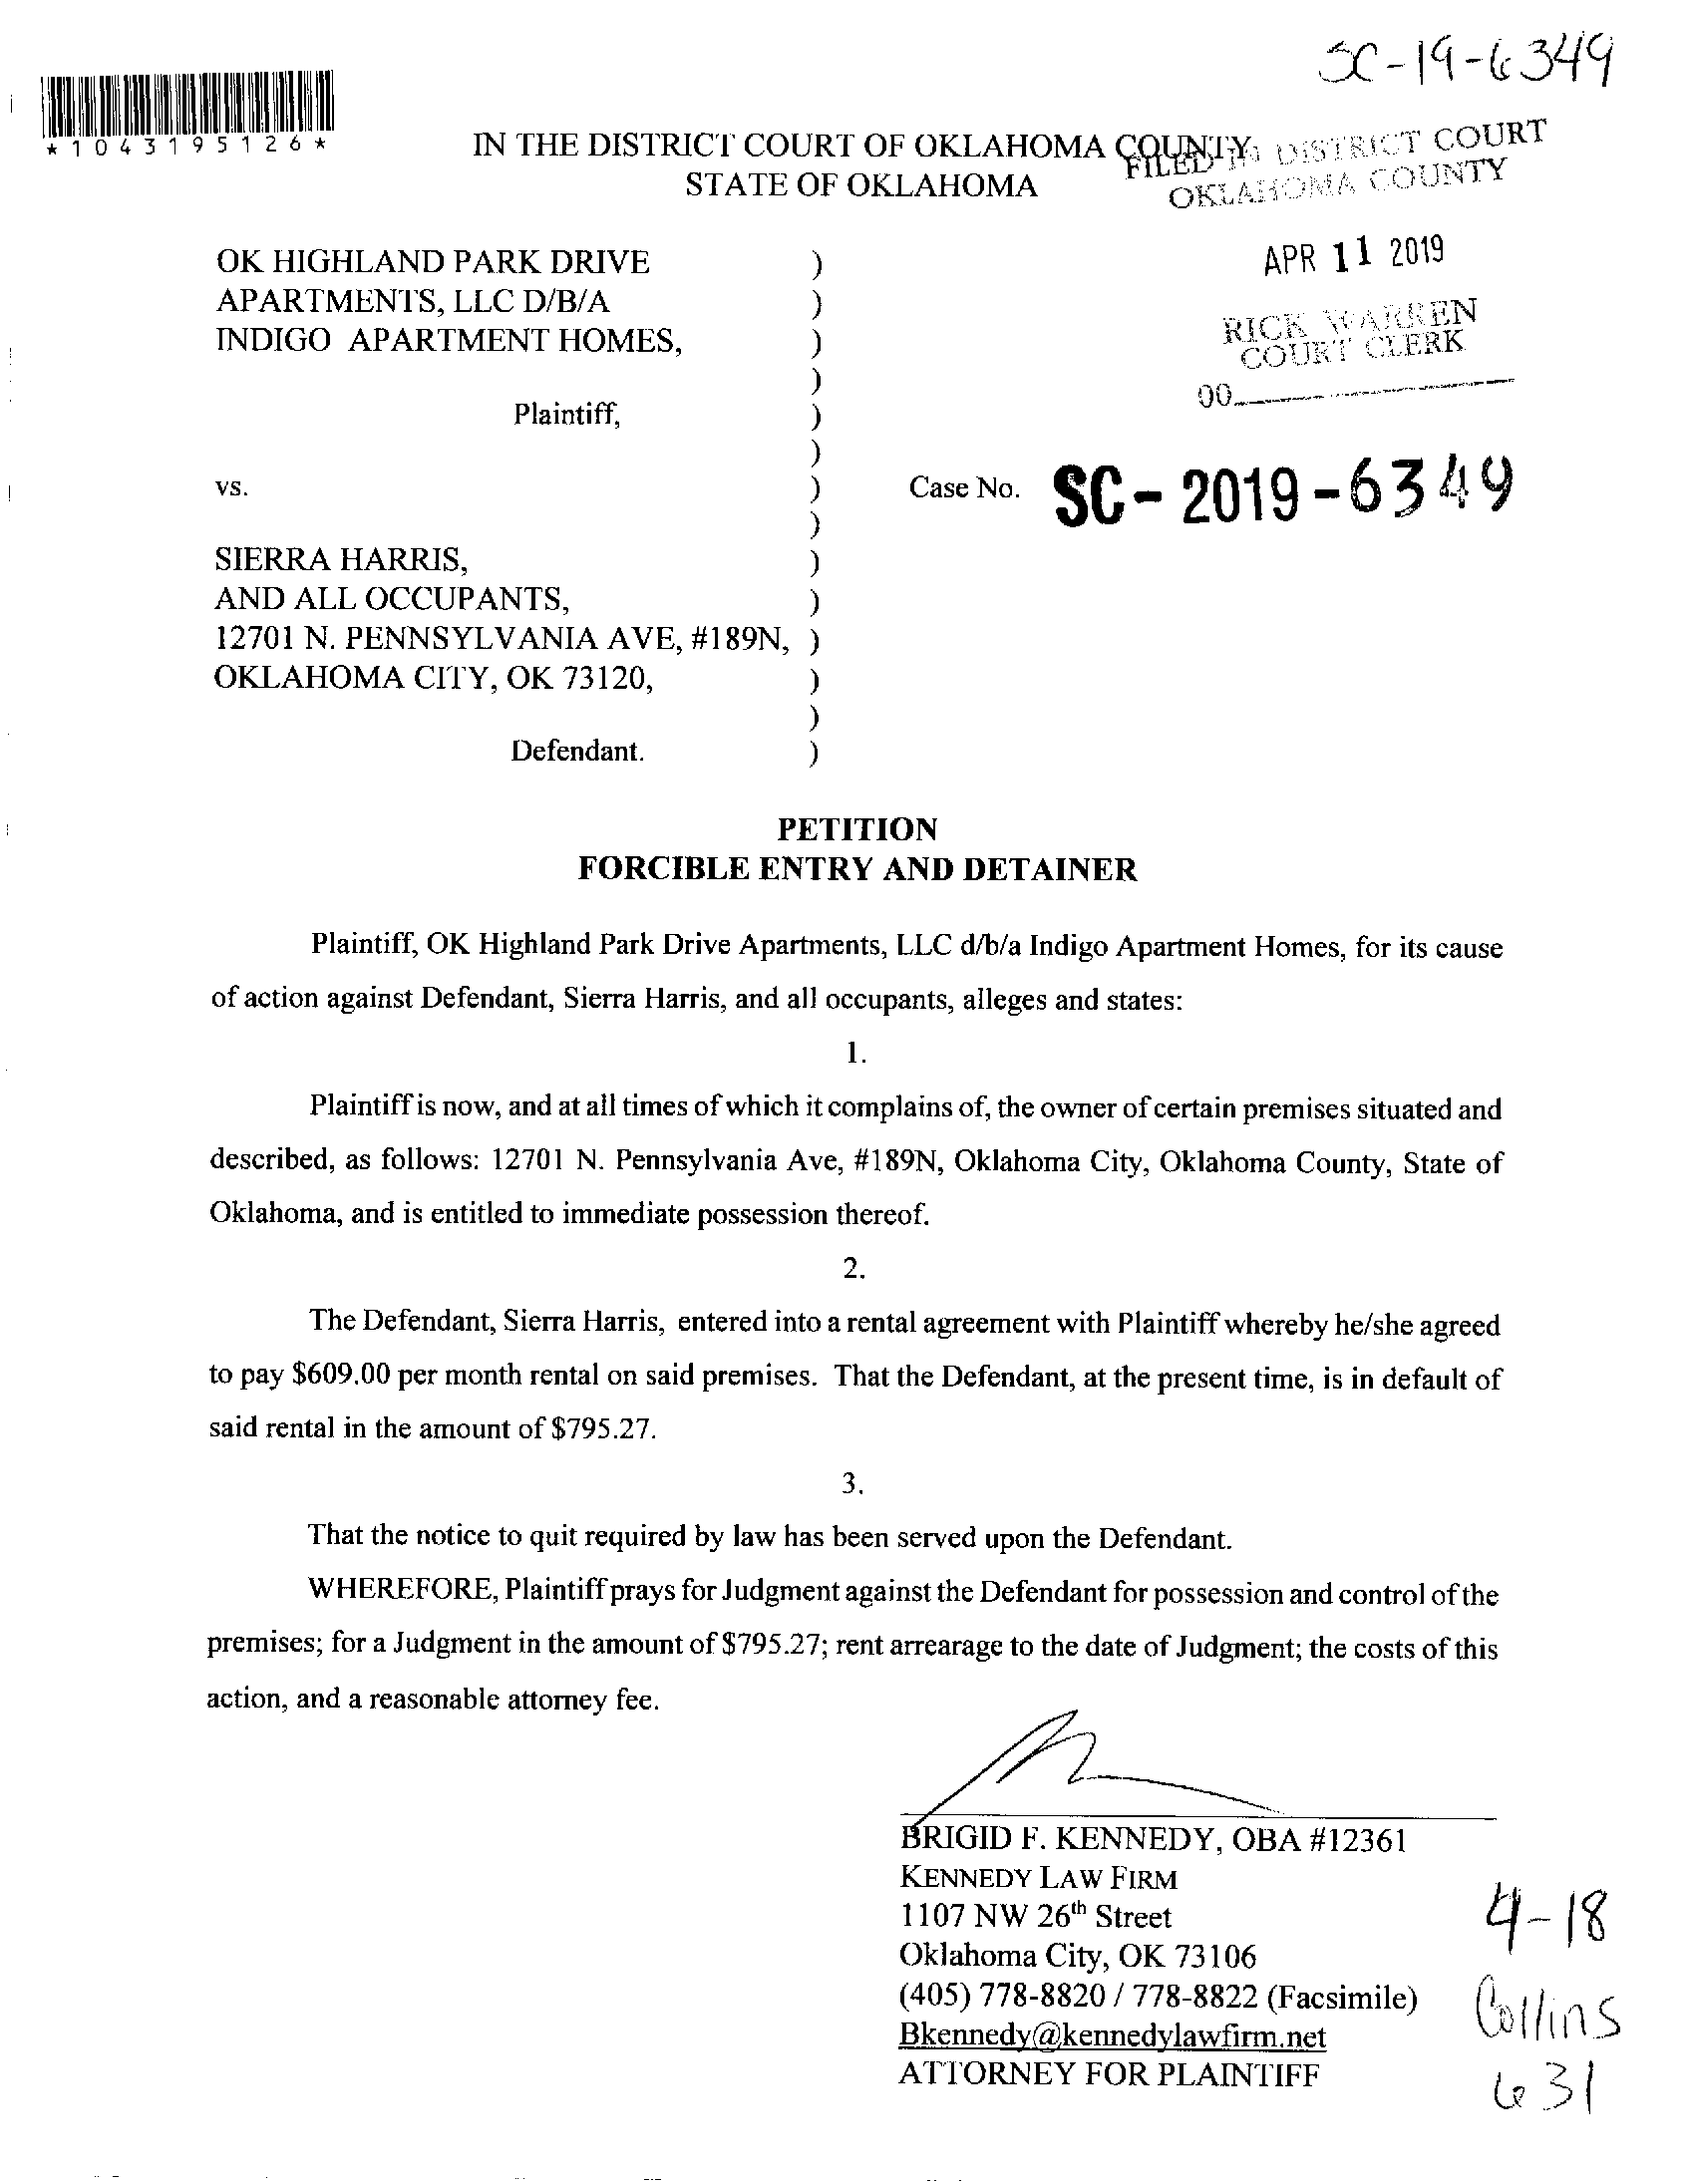 SC-19-6349
*1043195126*
IN THE DISTRICT COURT OF OKLAHOMA COUNTY
STATE OF OKLAHOMA
FILED IN DISTRICT COURT
OKLAHOMA COUNTY
APR 11 2019
RICK WARREN
COURT CLERK
00
OK HIGHLAND PARK DRIVE )
APARTMENTS, LLC D/B/A )
INDIGO APARTMENT HOMES, )
)
Plaintiff, )
)
vs. ) Case No. SC-2019-6349
)
SIERRA HARRIS, )
AND ALL OCCUPANTS, )
12701 N. PENNSYLVANIA AVE, #189N, )
OKLAHOMA CITY, OK 73120, )
)
Defendant. )
PETITION
FORCIBLE ENTRY AND DETAINER
Plaintiff, OK Highland Park Drive Apartments, LLC d/b/a Indigo Apartment Homes, for its cause
of action against Defendant, Sierra Harris, and all occupants, alleges and states:
1.
Plaintiff is now, and at all times of which it complains of, the owner of certain premises situated and
described, as follows: 12701 N. Pennsylvania Ave, #189N, Oklahoma City, Oklahoma County, State of
Oklahoma, and is entitled to immediate possession thereof.
2.
The Defendant, Sierra Harris, entered into a rental agreement with Plaintiff whereby he/she agreed
to pay $609.00 per month rental on said premises. That the Defendant, at the present time, is in default of
said rental in the amount of $795.27.
3.
That the notice to quit required by law has been served upon the Defendant.
WHEREFORE, Plaintiff prays for Judgment against the Defendant for possession and control of the
premises; for a Judgment in the amount of $795.27; rent arrearage to the date of Judgment; the costs of this
action, and a reasonable attorney fee.
BRIGID F. KENNEDY, OBA #12361
KENNEDY LAW FIRM
1107 NW 26th Street
Oklahoma City, OK 73106
(405) 778-8820 / 778-8822 (Facsimile)
Bkennedy@kennedylawfirm.net
ATTORNEY FOR PLAINTIFF
4-18
Collins
631